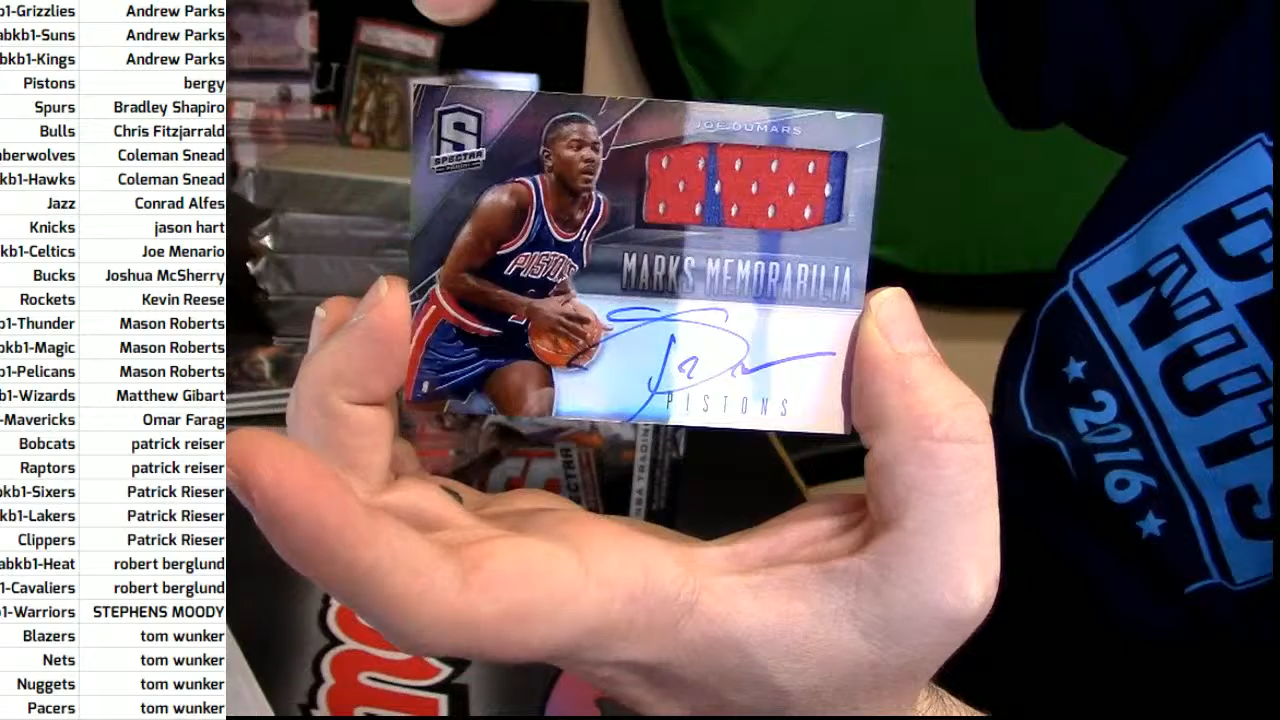 b1-Grizzlies Andrew Parks
abkb1-Suns Andrew Parks
bkb1-Kings Andrew Parks
Pistons bergy
Spurs Bradley Shapiro
Bulls Chris Fitzjarrald
berwolves Coleman Snead
kb1-Hawks Coleman Snead
Jazz Conrad Alfes
Knicks jason hart
kb1-Celtics Joe Menario
Bucks Joshua McSherry
Rockets Kevin Reese
b1-Thunder Mason Roberts
bkb1-Magic Mason Roberts
b1-Pelicans Mason Roberts
b1-Wizards Matthew Gibart
-Mavericks Omar Farag
Bobcats patrick reiser
Raptors patrick reiser
bkb1-Sixers Patrick Rieser
kb1-Lakers Patrick Rieser
Clippers Patrick Rieser
abkb1-Heat robert berglund
1-Cavaliers robert berglund
b1-Warriors STEPHENS MOODY
Blazers tom wunker
Nets tom wunker
Nuggets tom wunker
Pacers tom wunker
S
SPECTRA
JOE DUMARS
PISTONS
MARKS MEMORABILIA
PISTONS
2016